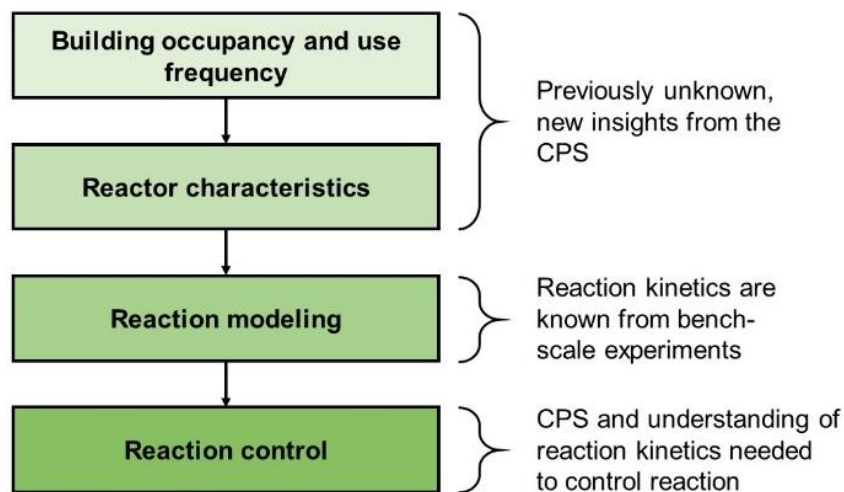 Building occupancy and use
frequency
Previously unknown,
new insights from the
CPS
Reactor characteristics
Reaction modeling
Reaction kinetics are
known from bench-
scale experiments
Reaction control
CPS and understanding of
reaction kinetics needed
to control reaction